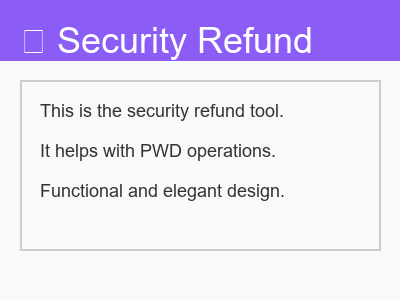 Security Refund
This is the security refund tool.
It helps with PWD operations.
Functional and elegant design.